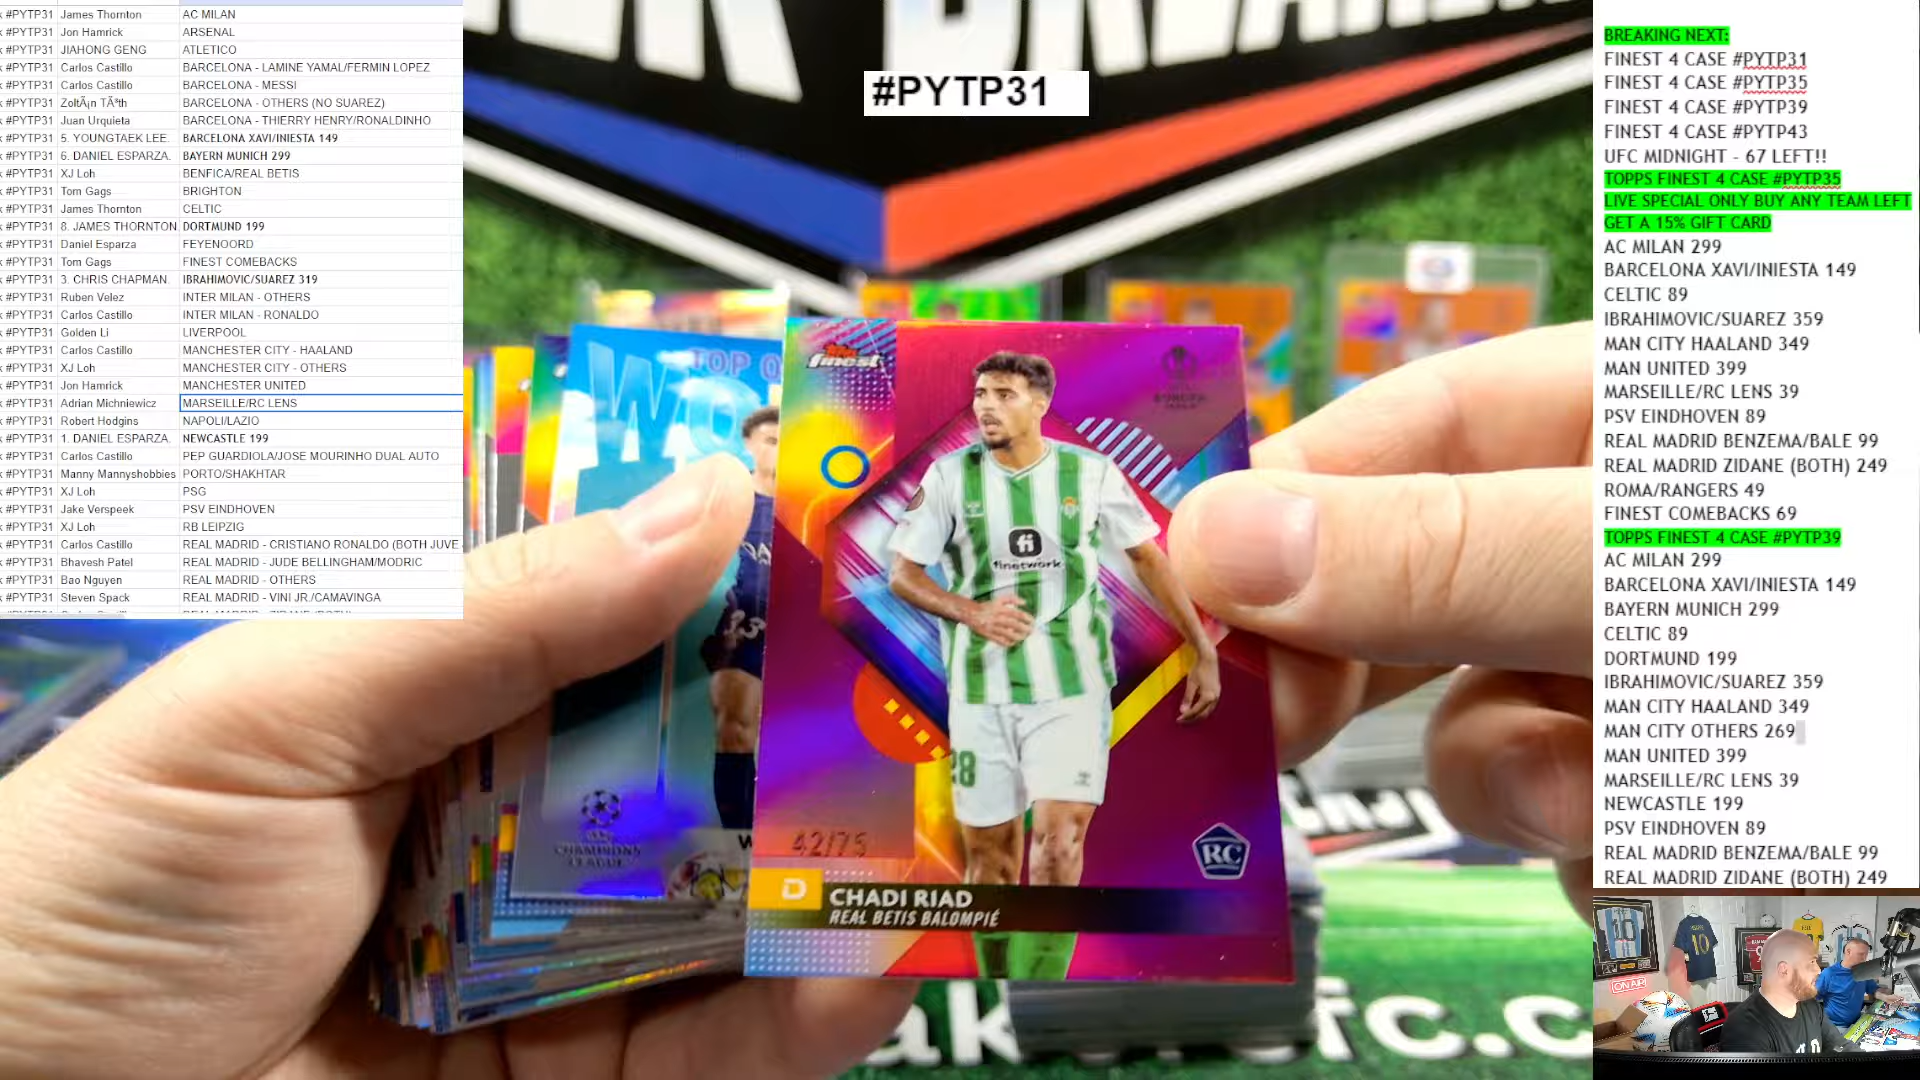 #PYTP31 James Thornton AC MILAN
#PYTP31 Jon Hamrick ARSENAL
#PYTP31 JIAHONG GENG ATLETICO
#PYTP31 Carlos Castillo BARCELONA - LAMINE YAMAL/FERMIN LOPEZ
#PYTP31 Carlos Castillo BARCELONA - MESSI
#PYTP31 ZoltÃ¡n TÃ³th BARCELONA - OTHERS (NO SUAREZ)
#PYTP31 Juan Urquieta BARCELONA - THIERRY HENRY/RONALDINHO
#PYTP31 5. YOUNGTAEK LEE. BARCELONA XAVI/INIESTA 149
#PYTP31 6. DANIEL ESPARZA. BAYERN MUNICH 299
#PYTP31 XJ Loh BENFICA/REAL BETIS
#PYTP31 Tom Gags BRIGHTON
#PYTP31 James Thornton CELTIC
#PYTP31 8. JAMES THORNTON DORTMUND 199
#PYTP31 Daniel Esparza FEYENOORD
#PYTP31 Tom Gags FINEST COMEBACKS
#PYTP31 3. CHRIS CHAPMAN. IBRAHIMOVIC/SUAREZ 319
#PYTP31 Ruben Velez INTER MILAN - OTHERS
#PYTP31 Carlos Castillo INTER MILAN - RONALDO
#PYTP31 Golden Li LIVERPOOL
#PYTP31 Carlos Castillo MANCHESTER CITY - HAALAND
#PYTP31 XJ Loh MANCHESTER CITY - OTHERS
#PYTP31 Jon Hamrick MANCHESTER UNITED
#PYTP31 Adrian Michniewicz MARSEILLE/RC LENS
#PYTP31 Robert Hodgins NAPOLI/LAZIO
#PYTP31 1. DANIEL ESPARZA. NEWCASTLE 199
#PYTP31 Carlos Castillo PEP GUARDIOLA/JOSE MOURINHO DUAL AUTO
#PYTP31 Manny Mannyshobbies PORTO/SHAKHTAR
#PYTP31 XJ Loh PSG
#PYTP31 Jake Verspeek PSV EINDHOVEN
#PYTP31 XJ Loh RB LEIPZIG
#PYTP31 Carlos Castillo REAL MADRID - CRISTIANO RONALDO (BOTH JUVE
#PYTP31 Bhavesh Patel REAL MADRID - JUDE BELLINGHAM/MODRIC
#PYTP31 Bao Nguyen REAL MADRID - OTHERS
#PYTP31 Steven Spack REAL MADRID - VINI JR./CAMAVINGA
#PYTP31
TOP
finest
EUROPA
fi
finetwork
28
33
42/75
RC
CHAMPIONS
LEAGUE
D
CHADI RIAD
REAL BETIS BALOMPIÉ
BREAKING NEXT:
FINEST 4 CASE #PYTP31
FINEST 4 CASE #PYTP35
FINEST 4 CASE #PYTP39
FINEST 4 CASE #PYTP43
UFC MIDNIGHT - 67 LEFT!!
TOPPS FINEST 4 CASE #PYTP35
LIVE SPECIAL ONLY BUY ANY TEAM LEFT
GET A 15% GIFT CARD
AC MILAN 299
BARCELONA XAVI/INIESTA 149
CELTIC 89
IBRAHIMOVIC/SUAREZ 359
MAN CITY HAALAND 349
MAN UNITED 399
MARSEILLE/RC LENS 39
PSV EINDHOVEN 89
REAL MADRID BENZEMA/BALE 99
REAL MADRID ZIDANE (BOTH) 249
ROMA/RANGERS 49
FINEST COMEBACKS 69
TOPPS FINEST 4 CASE #PYTP39
AC MILAN 299
BARCELONA XAVI/INIESTA 149
BAYERN MUNICH 299
CELTIC 89
DORTMUND 199
IBRAHIMOVIC/SUAREZ 359
MAN CITY HAALAND 349
MAN CITY OTHERS 269
MAN UNITED 399
MARSEILLE/RC LENS 39
NEWCASTLE 199
PSV EINDHOVEN 89
REAL MADRID BENZEMA/BALE 99
REAL MADRID ZIDANE (BOTH) 249
10
10
ON AIR